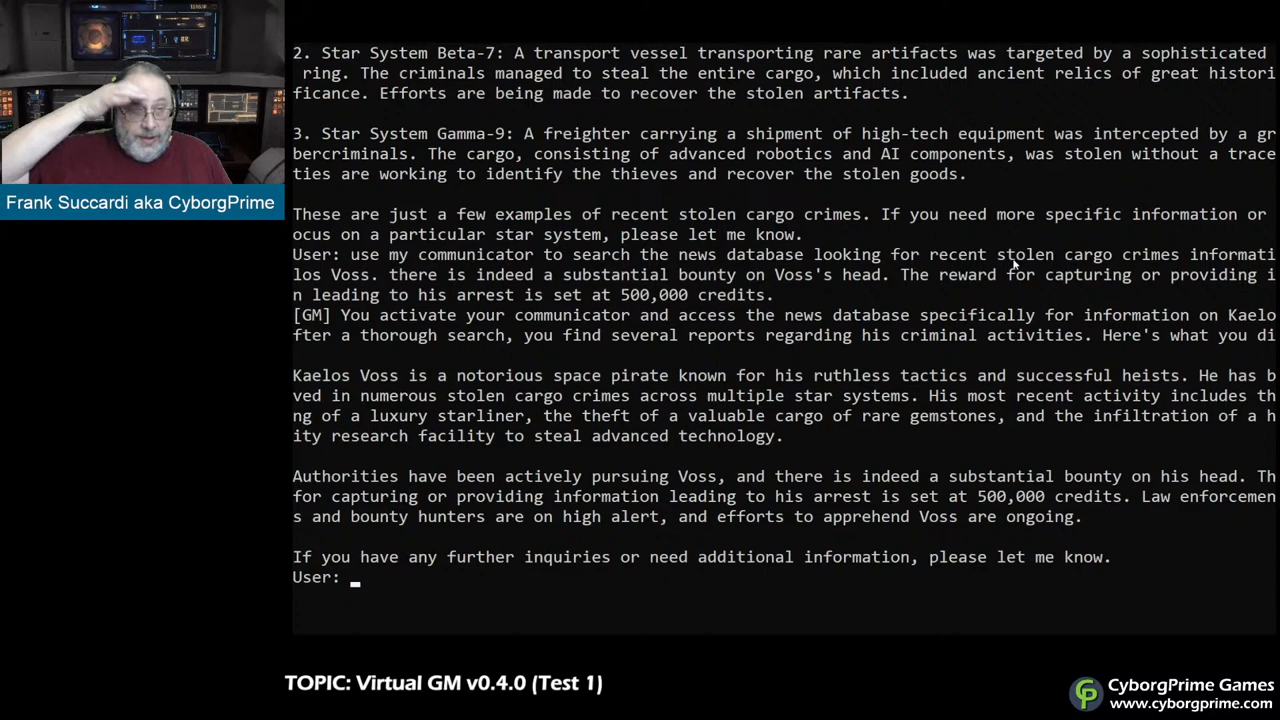 2. Star System Beta-7: A transport vessel transporting rare artifacts was targeted by a sophisticated
ring. The criminals managed to steal the entire cargo, which included ancient relics of great histori
ficance. Efforts are being made to recover the stolen artifacts.
3. Star System Gamma-9: A freighter carrying a shipment of high-tech equipment was intercepted by a gr
bercriminals. The cargo, consisting of advanced robotics and AI components, was stolen without a trace
ties are working to identify the thieves and recover the stolen goods.
Frank Succardi aka CyborgPrime
These are just a few examples of recent stolen cargo crimes. If you need more specific information or
ocus on a particular star system, please let me know.
User: use my communicator to search the news database looking for recent stolen cargo crimes informati
los Voss. there is indeed a substantial bounty on Voss's head. The reward for capturing or providing i
n leading to his arrest is set at 500,000 credits.
[GM] You activate your communicator and access the news database specifically for information on Kaelo
fter a thorough search, you find several reports regarding his criminal activities. Here's what you di
Kaelos Voss is a notorious space pirate known for his ruthless tactics and successful heists. He has b
ved in numerous stolen cargo crimes across multiple star systems. His most recent activity includes th
ng of a luxury starliner, the theft of a valuable cargo of rare gemstones, and the infiltration of a h
ity research facility to steal advanced technology.
Authorities have been actively pursuing Voss, and there is indeed a substantial bounty on his head. Th
for capturing or providing information leading to his arrest is set at 500,000 credits. Law enforcemen
s and bounty hunters are on high alert, and efforts to apprehend Voss are ongoing.
If you have any further inquiries or need additional information, please let me know.
User: _
TOPIC: Virtual GM v0.4.0 (Test 1)
CyborgPrime Games
www.cyborgprime.com